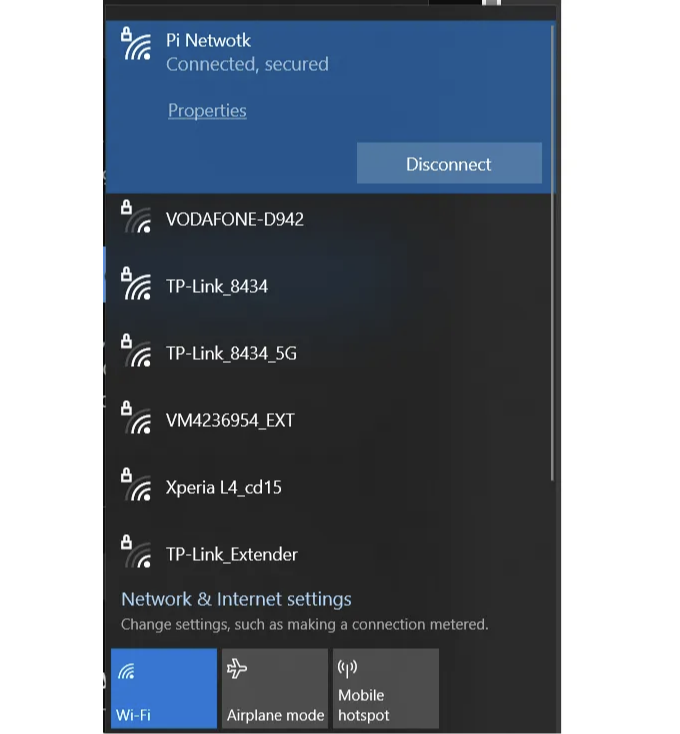 Pi Netwotk
Connected, secured
Properties
Disconnect
VODAFONE-D942
TP-Link_8434
TP-Link_8434_5G
VM4236954_EXT
Xperia L4_cd15
TP-Link_Extender
Network & Internet settings
Change settings, such as making a connection metered.
Wi-Fi
Airplane mode
Mobile
hotspot